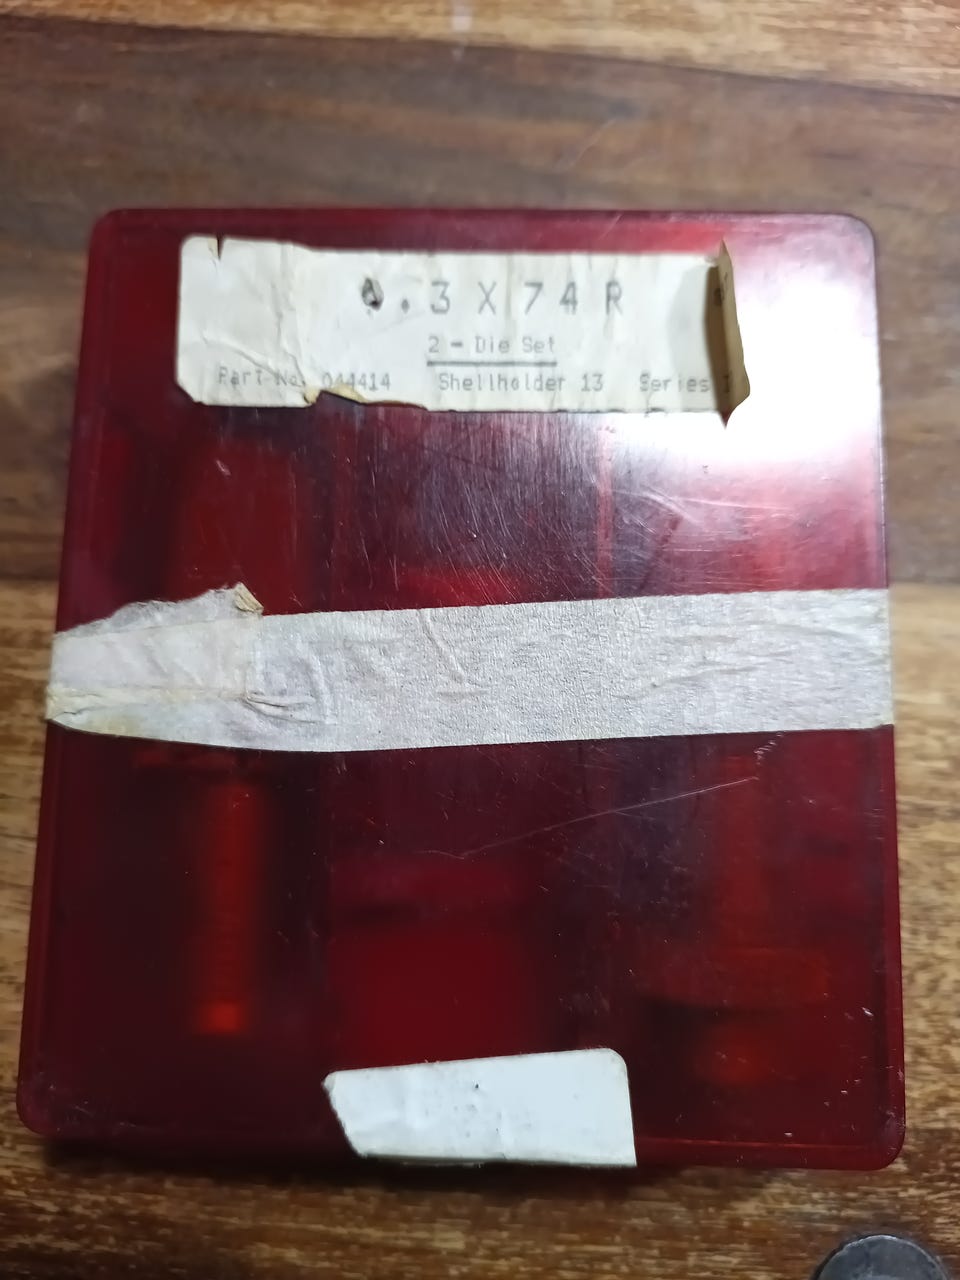 .3 X 74 R
2 - Die Set
Part No. 044414 Shellholder 13 Series